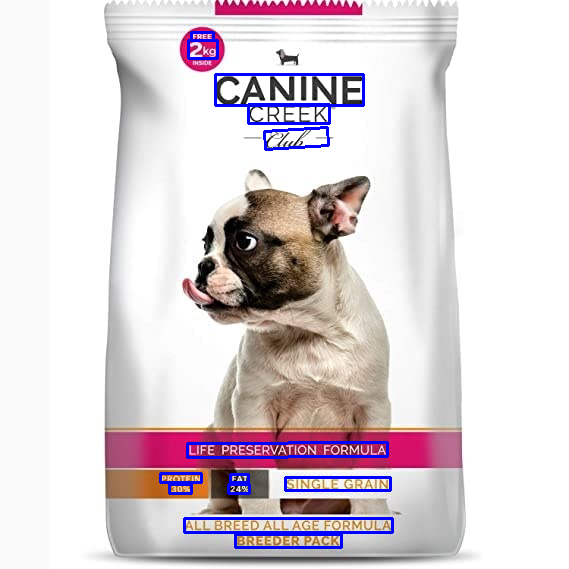 FREE
2kg
INSIDE
CANINE
CREEK
Club
LIFE PRESERVATION FORMULA
PROTEIN
30%
FAT
24%
SINGLE GRAIN
ALL BREED ALL AGE FORMULA
BREEDER PACK